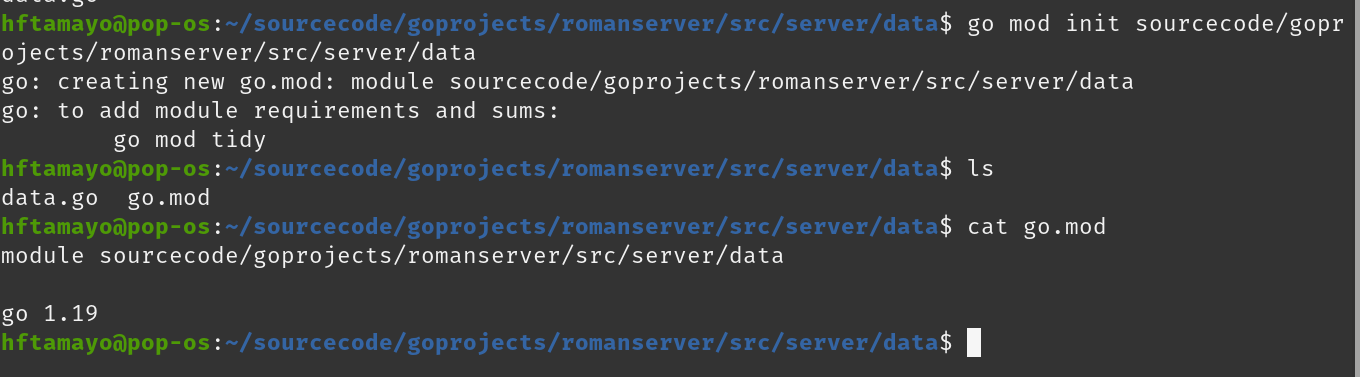 data.go
hftamayo@pop-os:~/sourcecode/goprojects/romanserver/src/server/data$ go mod init sourcecode/gopr
ojects/romanserver/src/server/data
go: creating new go.mod: module sourcecode/goprojects/romanserver/src/server/data
go: to add module requirements and sums:
        go mod tidy
hftamayo@pop-os:~/sourcecode/goprojects/romanserver/src/server/data$ ls
data.go  go.mod
hftamayo@pop-os:~/sourcecode/goprojects/romanserver/src/server/data$ cat go.mod
module sourcecode/goprojects/romanserver/src/server/data

go 1.19
hftamayo@pop-os:~/sourcecode/goprojects/romanserver/src/server/data$